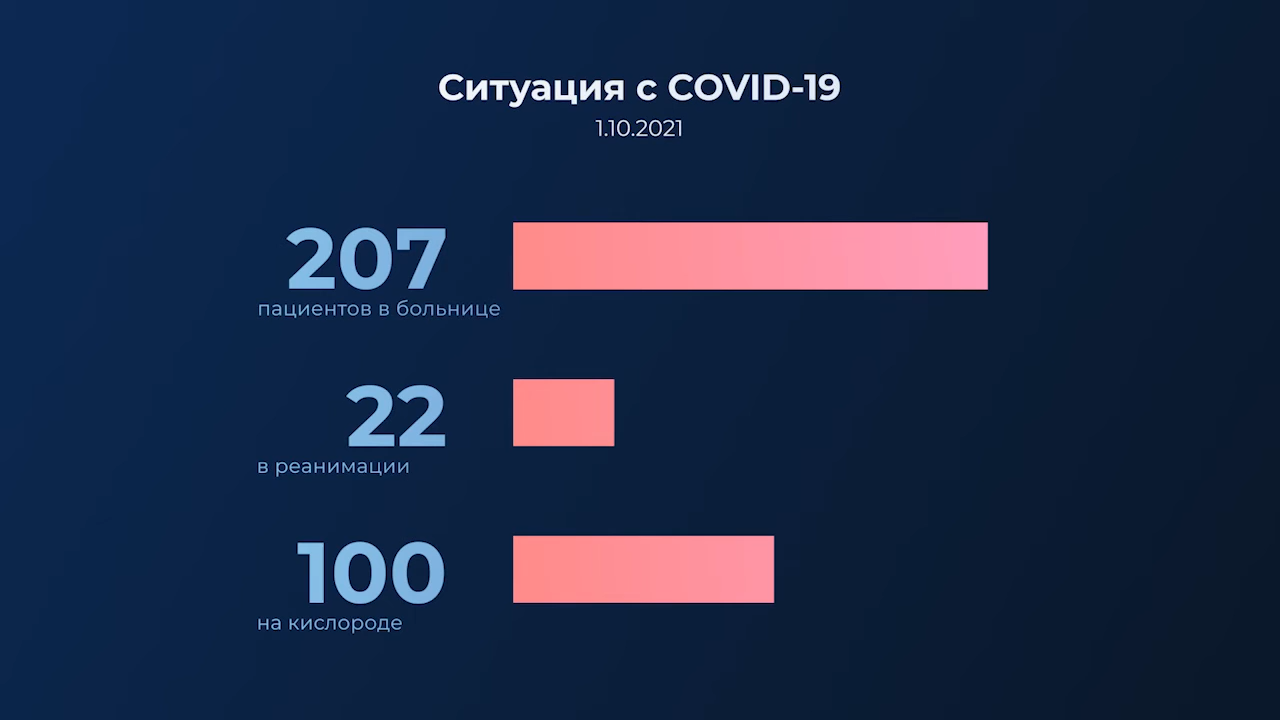 Ситуация с COVID-19
1.10.2021
207
пациентов в больнице
22
в реанимации
100
на кислороде